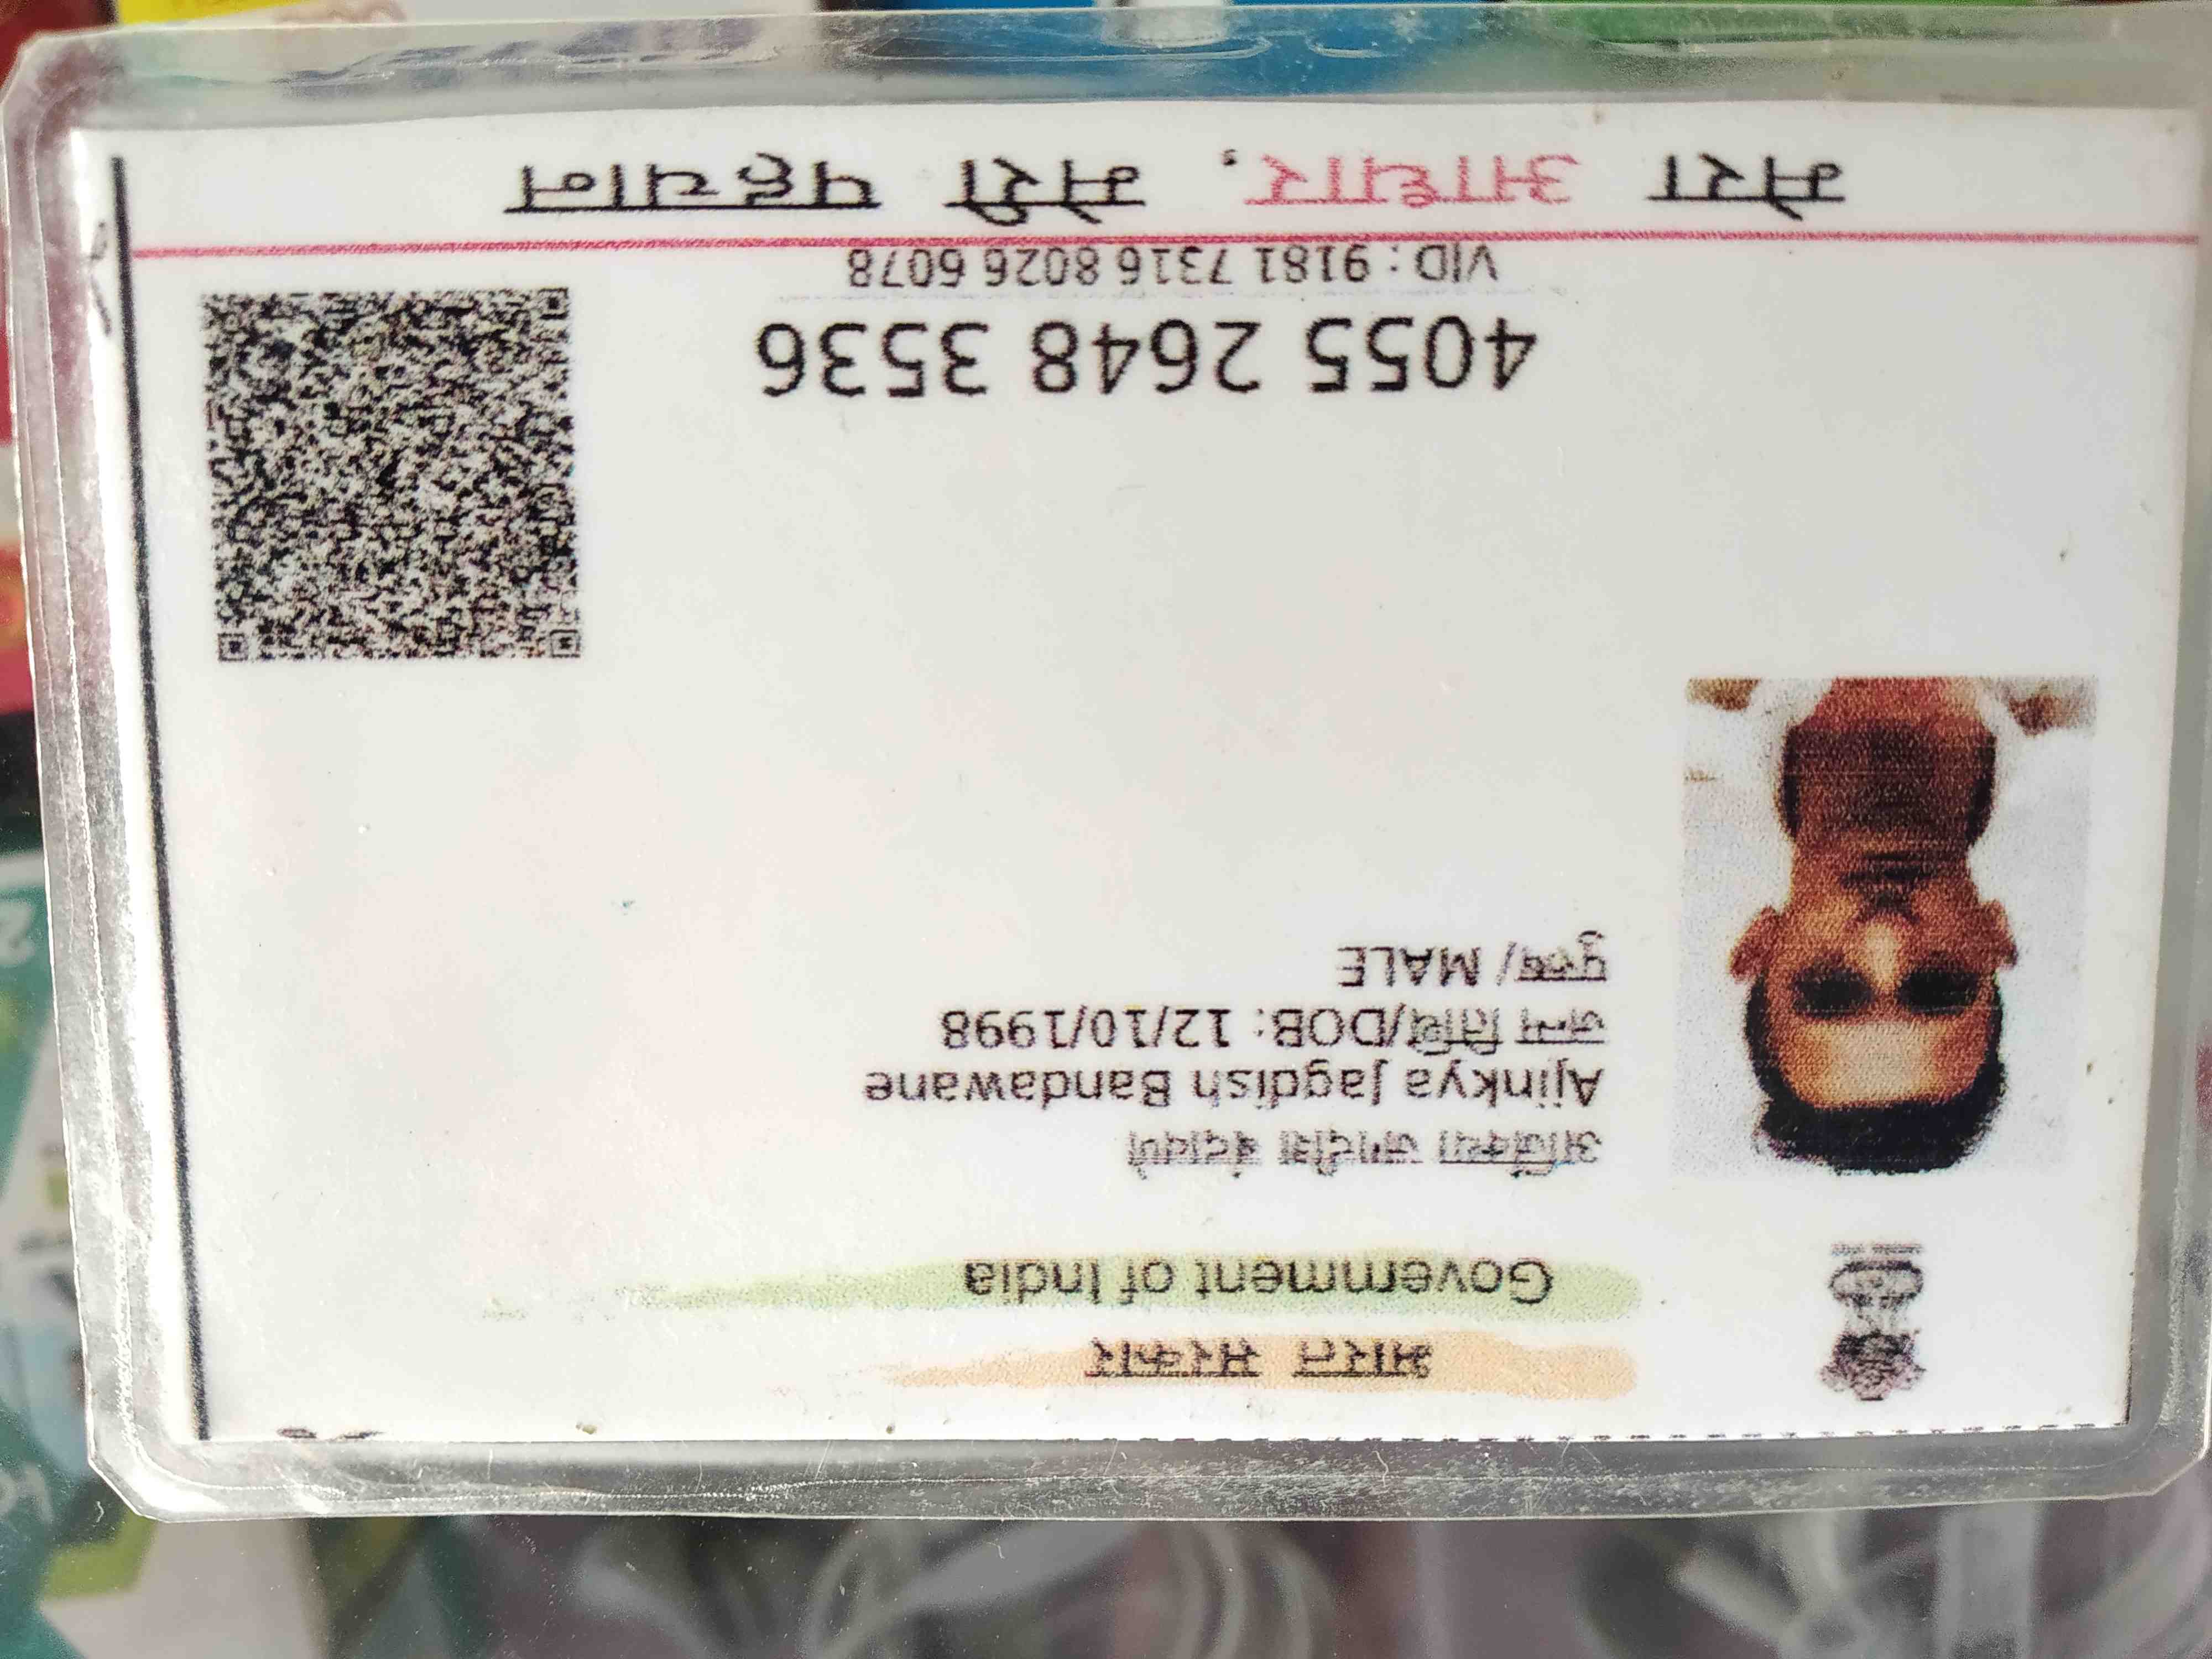 भारत सरकार
Government of India
अजिंक्या जगदीश बंदावणे
Ajinkya Jagdish Bandawane
जन्म तिथि/DOB: 12/10/1998
पुरुष/ MALE
4055 2648 3536
VID : 9181 7316 8026 6078
मेरा आधार, मेरी पहचान